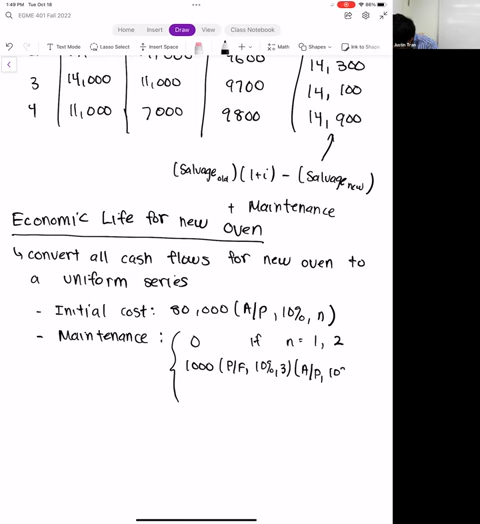 1:49 PM Tue Oct 18
86%
EGME 401 Fall 2022
Home Insert Draw View Class Notebook
Text Mode Lasso Select Insert Space Math Shapes Ink to Shape
Justin Tran
9600 14,300
3 14,000 11,000 9700 14,100
4 11,000 7000 9800 14,900
(Salvage old)(1+i) - (Salvage new)
+ Maintenance
Economic Life for new oven
↳ convert all cash flows for new oven to
a uniform series
- Initial cost: 80,000 (A/P, 10%, n)
- Maintenance: { 0 if n = 1, 2
1000 (P/F, 10%, 3)(A/P, 10%